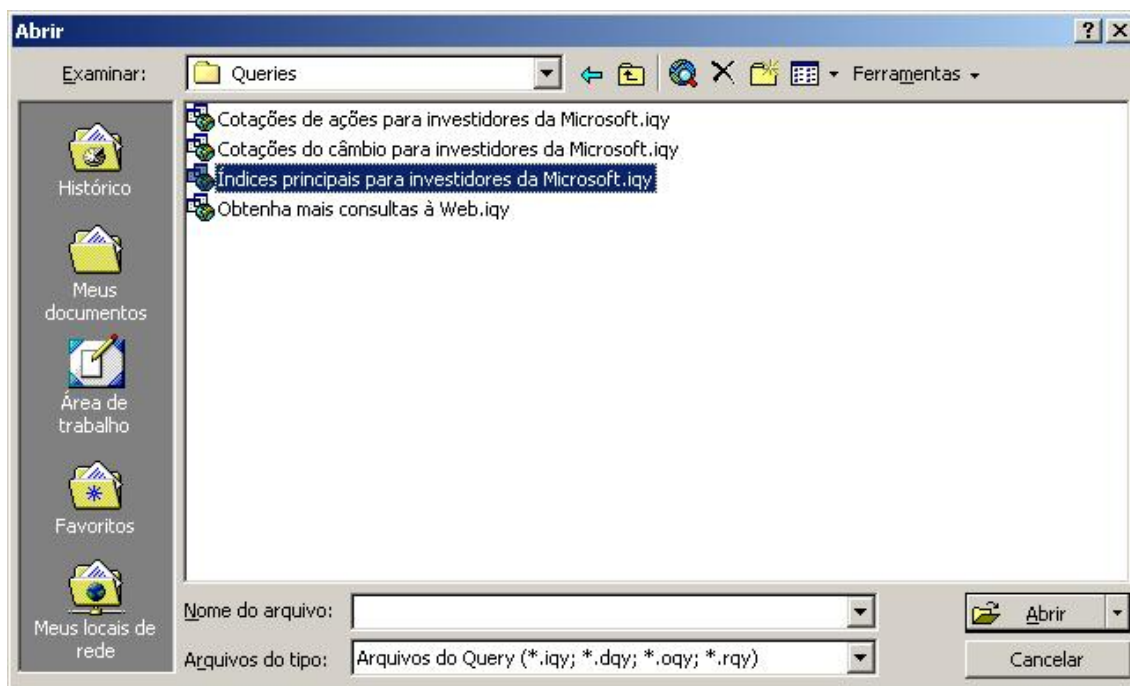 Abrir
Examinar:
Queries
Ferramentas
Histórico
Meus
documentos
Área de
trabalho
Favoritos
Meus locais de
rede
Cotações de ações para investidores da Microsoft.iqy
Cotações do câmbio para investidores da Microsoft.iqy
Índices principais para investidores da Microsoft.iqy
Obtenha mais consultas à Web.iqy
Nome do arquivo:
Abrir
Arquivos do tipo:
Arquivos do Query (*.iqy; *.dqy; *.oqy; *.rqy)
Cancelar